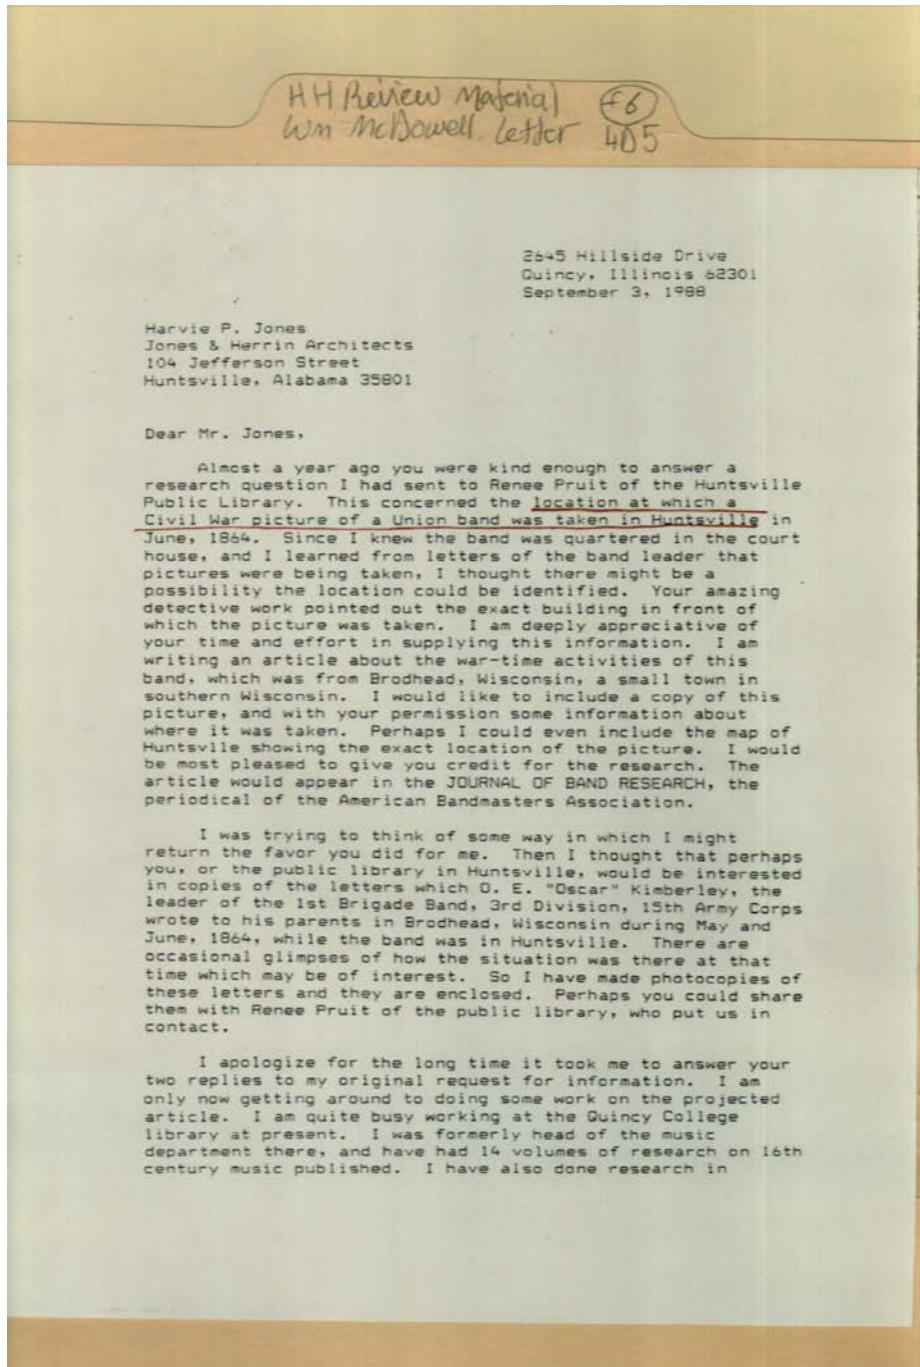 HH Review Material f6
Wm McDowell Letter 4D5
2645 Hillside Drive
Quincy, Illinois 62301
September 3, 1988
Harvie P. Jones
Jones & Herrin Architects
104 Jefferson Street
Huntsville, Alabama 35801
Dear Mr. Jones,
Almost a year ago you were kind enough to answer a
research question I had sent to Renee Pruit of the Huntsville
Public Library. This concerned the location at which a
Civil War picture of a Union band was taken in Huntsville in
June, 1864. Since I knew the band was quartered in the court
house, and I learned from letters of the band leader that
pictures were being taken, I thought there might be a
possibility the location could be identified. Your amazing
detective work pointed out the exact building in front of
which the picture was taken. I am deeply appreciative of
your time and effort in supplying this information. I am
writing an article about the war-time activities of this
band, which was from Brodhead, Wisconsin, a small town in
southern Wisconsin. I would like to include a copy of this
picture, and with your permission some information about
where it was taken. Perhaps I could even include the map of
Huntsvlle showing the exact location of the picture. I would
be most pleased to give you credit for the research. The
article would appear in the JOURNAL OF BAND RESEARCH, the
periodical of the American Bandmasters Association.
I was trying to think of some way in which I might
return the favor you did for me. Then I thought that perhaps
you, or the public library in Huntsville, would be interested
in copies of the letters which O. E. "Oscar" Kimberley, the
leader of the 1st Brigade Band, 3rd Division, 15th Army Corps
wrote to his parents in Brodhead, Wisconsin during May and
June, 1864, while the band was in Huntsville. There are
occasional glimpses of how the situation was there at that
time which may be of interest. So I have made photocopies of
these letters and they are enclosed. Perhaps you could share
them with Renee Pruit of the public library, who put us in
contact.
I apologize for the long time it took me to answer your
two replies to my original request for information. I am
only now getting around to doing some work on the projected
article. I am quite busy working at the Quincy College
library at present. I was formerly head of the music
department there, and have had 14 volumes of research on 16th
century music published. I have also done research in